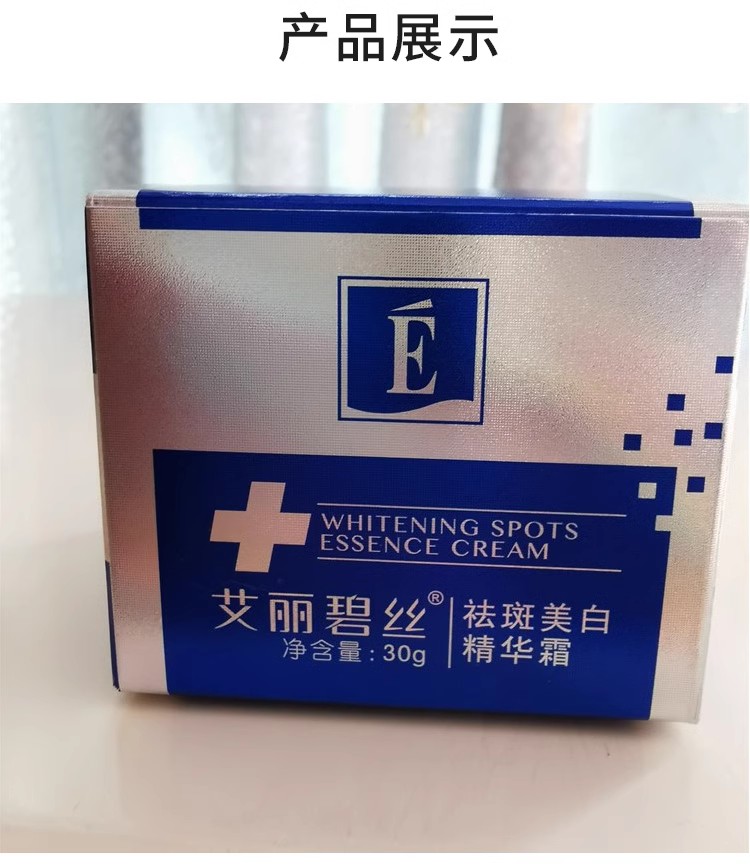 产品展示
É
WHITENING SPOTS
ESSENCE CREAM
艾丽碧丝®
净含量:30g
祛斑美白
精华霜